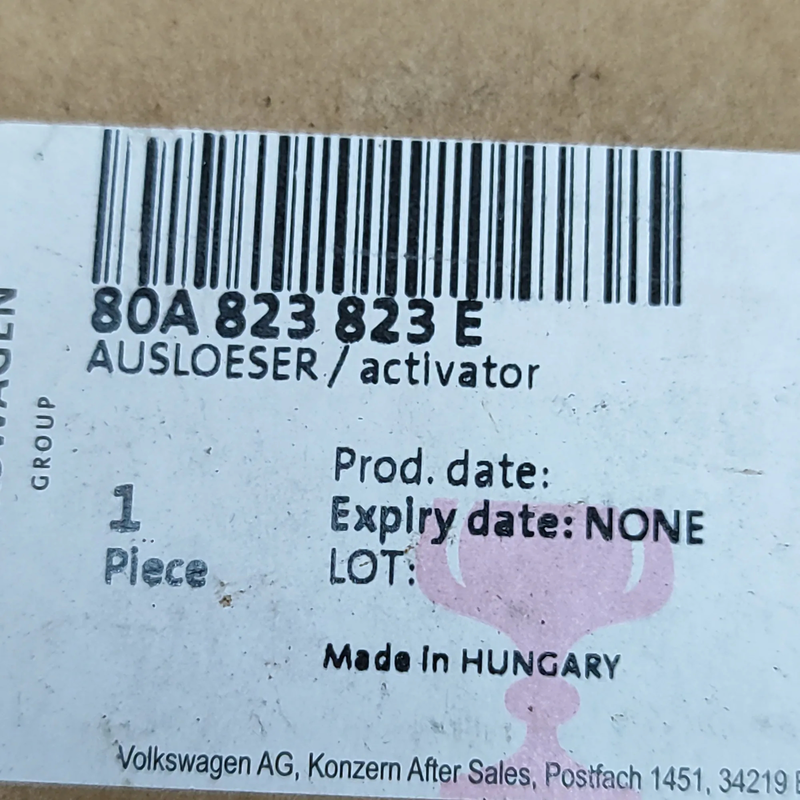 80A 823 823 E
AUSLOESER / activator
GROUP
Prod. date:
Expiry date: NONE
1
Piece
LOT:
Made in HUNGARY
Volkswagen AG, Konzern After Sales, Postfach 1451, 34219